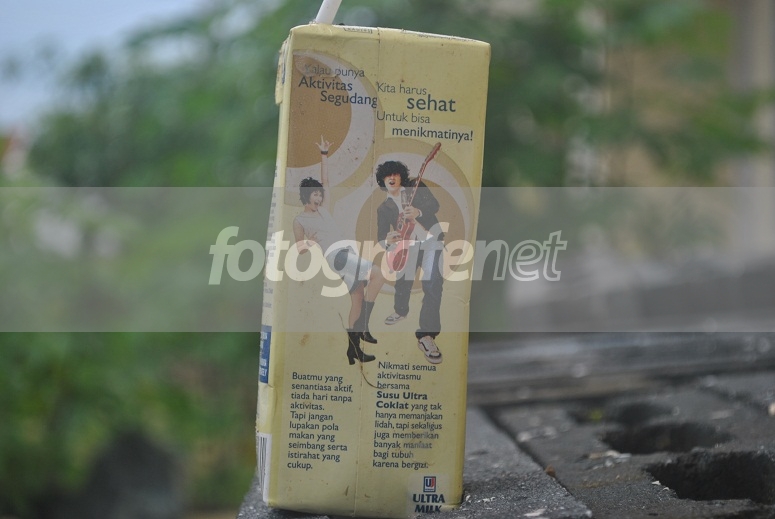 Kalau punya
Aktivitas
Segudang
Kita harus
sehat
Untuk bisa
menikmatinya!
fotografer.net
Buatmu yang
senantiasa aktif,
tiada hari tanpa
aktivitas.
Tapi jangan
lupakan pola
makan yang
seimbang serta
istirahat yang
cukup.
Nikmati semua
aktivitasmu
bersama
Susu Ultra
Coklat yang tak
hanya memanjakan
lidah, tapi sekaligus
juga memberikan
banyak manfaat
bagi tubuh
karena bergizi.
ULTRA
MILK